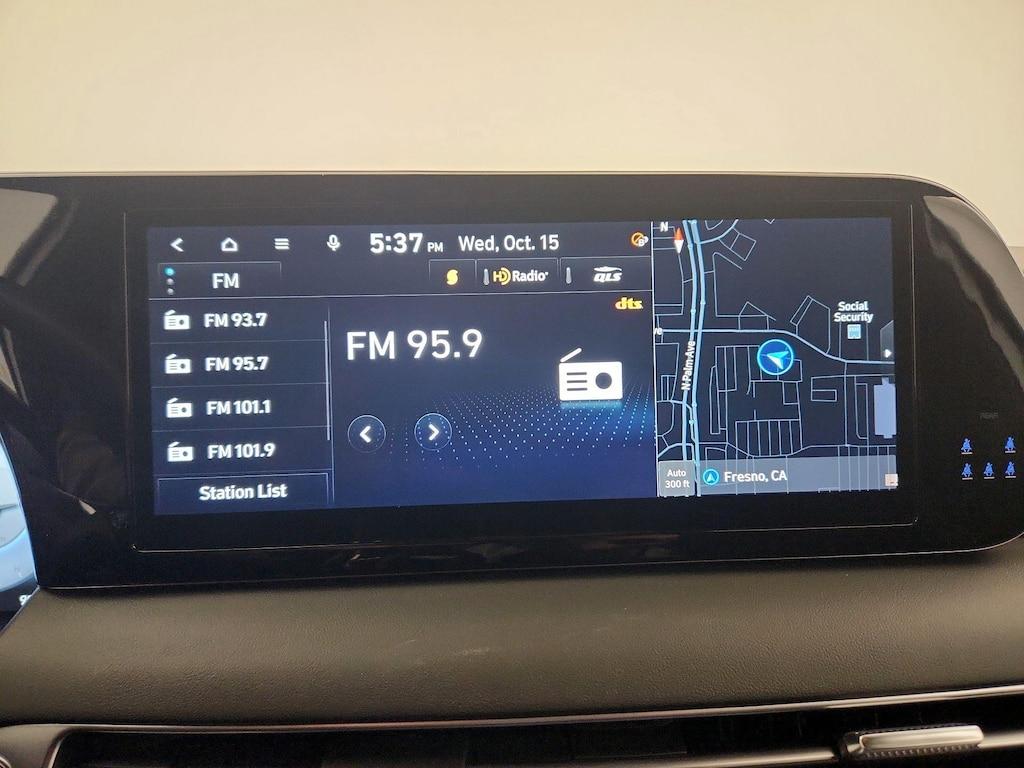 5:37 PM Wed, Oct. 15
FM
HD Radio
QLS
dts
FM 93.7
FM 95.7
FM 101.1
FM 101.9
Station List
FM 95.9
N
Social
Security
N Palm Ave
Auto
300 ft
Fresno, CA
REAR